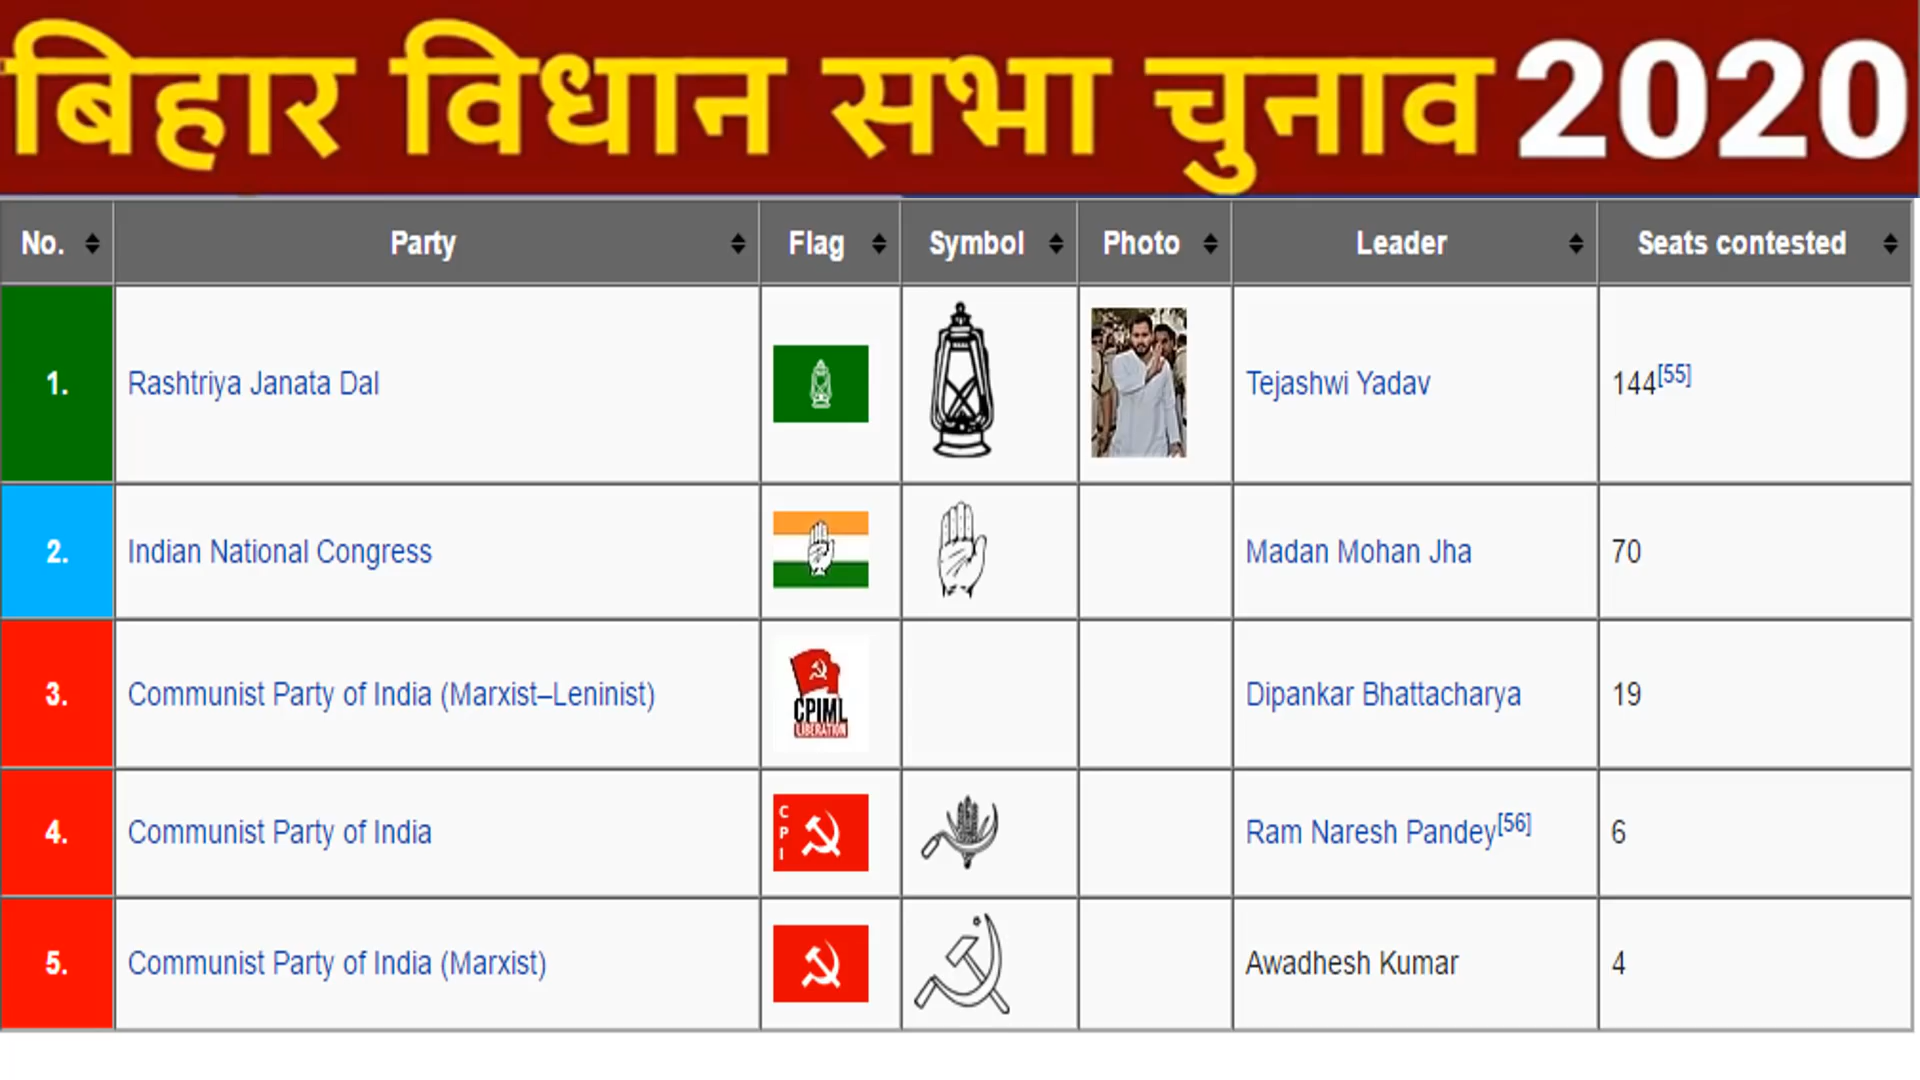 बिहार विधान सभा चुनाव 2020
No. Party Flag Symbol Photo Leader Seats contested
1. Rashtriya Janata Dal Tejashwi Yadav 144[55]
2. Indian National Congress Madan Mohan Jha 70
3. Communist Party of India (Marxist–Leninist) CPIML LIBERATION Dipankar Bhattacharya 19
4. Communist Party of India CPI Ram Naresh Pandey[56] 6
5. Communist Party of India (Marxist) Awadhesh Kumar 4